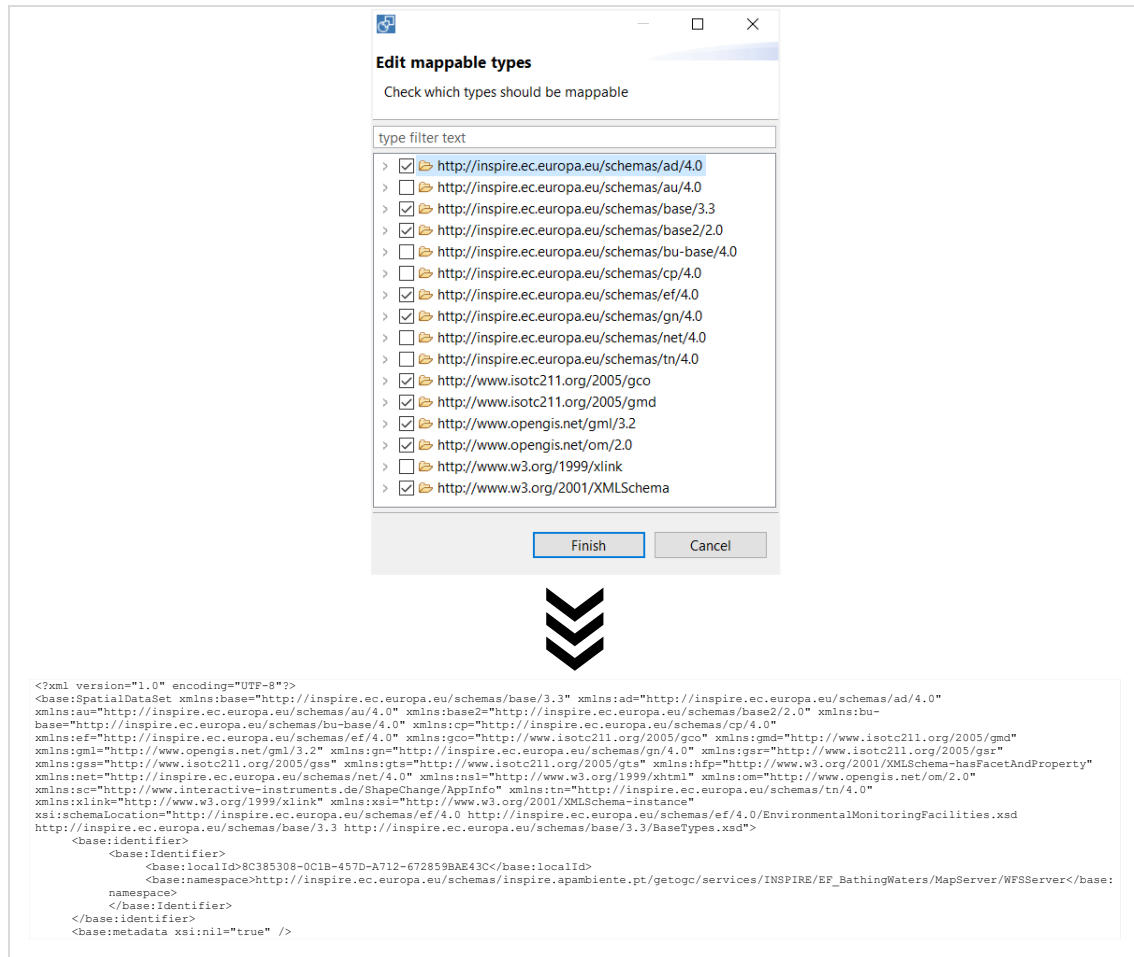 Edit mappable types
Check which types should be mappable
type filter text
http://inspire.ec.europa.eu/schemas/ad/4.0
http://inspire.ec.europa.eu/schemas/au/4.0
http://inspire.ec.europa.eu/schemas/base/3.3
http://inspire.ec.europa.eu/schemas/base2/2.0
http://inspire.ec.europa.eu/schemas/bu-base/4.0
http://inspire.ec.europa.eu/schemas/cp/4.0
http://inspire.ec.europa.eu/schemas/ef/4.0
http://inspire.ec.europa.eu/schemas/gn/4.0
http://inspire.ec.europa.eu/schemas/net/4.0
http://inspire.ec.europa.eu/schemas/tn/4.0
http://www.isotc211.org/2005/gco
http://www.isotc211.org/2005/gmd
http://www.opengis.net/gml/3.2
http://www.opengis.net/om/2.0
http://www.w3.org/1999/xlink
http://www.w3.org/2001/XMLSchema
Finish Cancel
<?xml version="1.0" encoding="UTF-8"?>
<base:SpatialDataSet xmlns:base="http://inspire.ec.europa.eu/schemas/base/3.3" xmlns:ad="http://inspire.ec.europa.eu/schemas/ad/4.0"
xmlns:au="http://inspire.ec.europa.eu/schemas/au/4.0" xmlns:base2="http://inspire.ec.europa.eu/schemas/base2/2.0" xmlns:bu-
base="http://inspire.ec.europa.eu/schemas/bu-base/4.0" xmlns:cp="http://inspire.ec.europa.eu/schemas/cp/4.0"
xmlns:ef="http://inspire.ec.europa.eu/schemas/ef/4.0" xmlns:gco="http://www.isotc211.org/2005/gco" xmlns:gmd="http://www.isotc211.org/2005/gmd"
xmlns:gml="http://www.opengis.net/gml/3.2" xmlns:gn="http://inspire.ec.europa.eu/schemas/gn/4.0" xmlns:gsr="http://www.isotc211.org/2005/gsr"
xmlns:gss="http://www.isotc211.org/2005/gss" xmlns:gts="http://www.isotc211.org/2005/gts" xmlns:hfp="http://www.w3.org/2001/XMLSchema-hasFacetAndProperty"
xmlns:net="http://inspire.ec.europa.eu/schemas/net/4.0" xmlns:ns1="http://www.w3.org/1999/xhtml" xmlns:om="http://www.opengis.net/om/2.0"
xmlns:sc="http://www.interactive-instruments.de/ShapeChange/AppInfo" xmlns:tn="http://inspire.ec.europa.eu/schemas/tn/4.0"
xmlns:xlink="http://www.w3.org/1999/xlink" xmlns:xsi="http://www.w3.org/2001/XMLSchema-instance"
xsi:schemaLocation="http://inspire.ec.europa.eu/schemas/ef/4.0 http://inspire.ec.europa.eu/schemas/ef/4.0/EnvironmentalMonitoringFacilities.xsd
http://inspire.ec.europa.eu/schemas/base/3.3 http://inspire.ec.europa.eu/schemas/base/3.3/BaseTypes.xsd">
<base:identifier>
<base:Identifier>
<base:localId>8C385308-0C1B-457D-A712-672859BAE43C</base:localId>
<base:namespace>http://inspire.ec.europa.eu/schemas/inspire.apambiente.pt/getogc/services/INSPIRE/EF_BathingWaters/MapServer/WFSServer</base:
namespace>
</base:Identifier>
</base:identifier>
<base:metadata xsi:nil="true" />